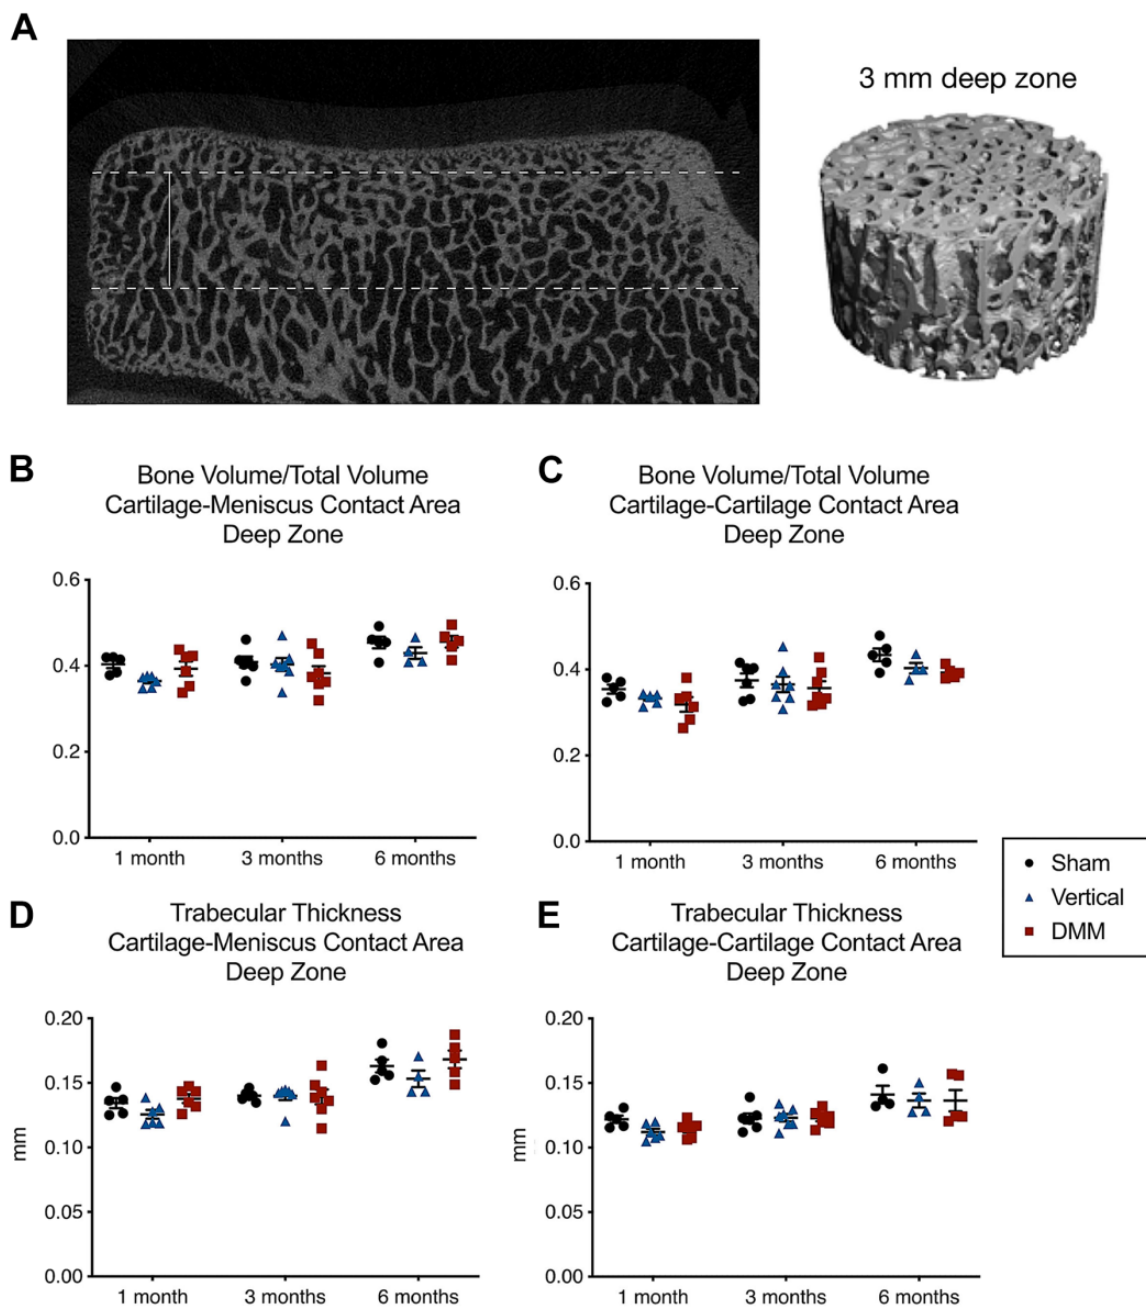 A
3 mm deep zone
B
Bone Volume/Total Volume
Cartilage-Meniscus Contact Area
Deep Zone
0.6
0.4
0.2
0.0
1 month
3 months
6 months
C
Bone Volume/Total Volume
Cartilage-Cartilage Contact Area
Deep Zone
0.6
0.4
0.2
0.0
1 month
3 months
6 months
Sham
Vertical
DMM
D
Trabecular Thickness
Cartilage-Meniscus Contact Area
Deep Zone
mm
0.20
0.15
0.10
0.05
0.00
1 month
3 months
6 months
E
Trabecular Thickness
Cartilage-Cartilage Contact Area
Deep Zone
mm
0.20
0.15
0.10
0.05
0.00
1 month
3 months
6 months